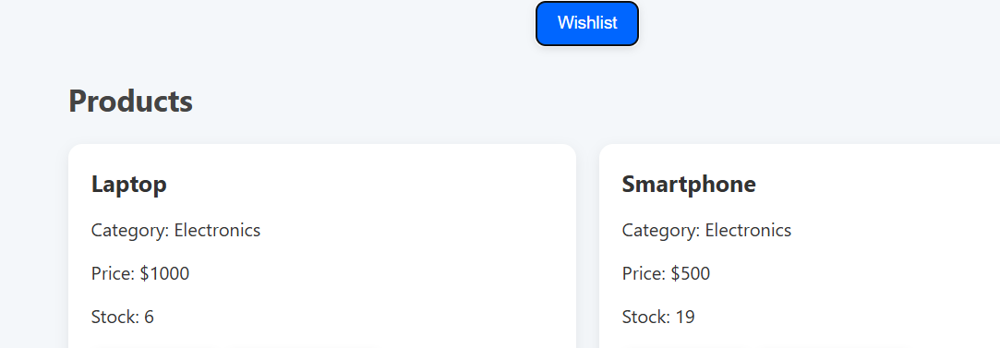 Wishlist
Products
Laptop
Category: Electronics
Price: $1000
Stock: 6
Smartphone
Category: Electronics
Price: $500
Stock: 19